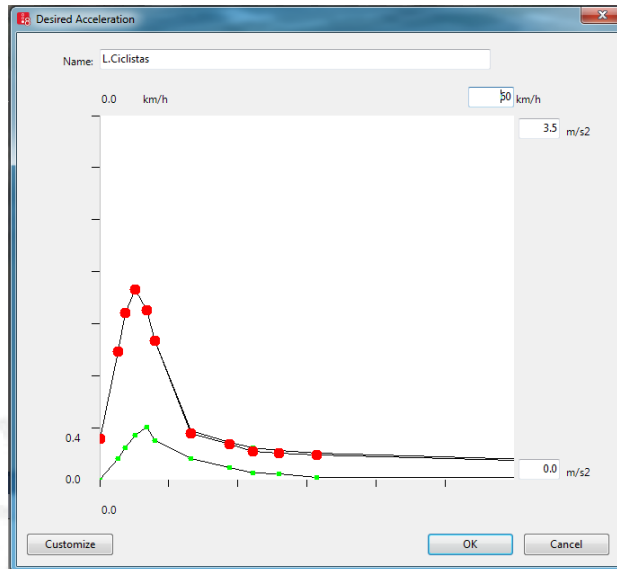 Desired Acceleration
Name: L.Ciclistas
0.0 km/h 50 km/h
3.5 m/s2
0.4
0.0 0.0 m/s2
0.0
Customize OK Cancel